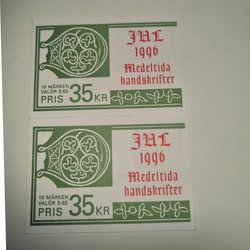 JUL
1996
Medeltida
handskrifter
10 MÄRKEN
VALÖR 3:50
PRIS 35 KR
JUL
1996
Medeltida
handskrifter
10 MÄRKEN
VALÖR 3:50
PRIS 35 KR